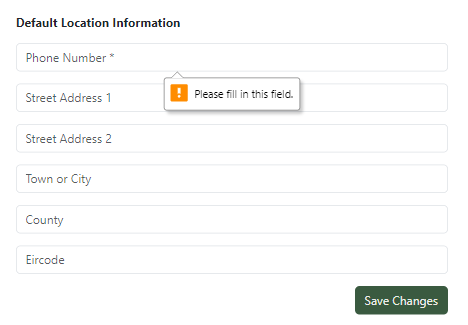 Default Location Information
Phone Number *
Please fill in this field.
Street Address 1
Street Address 2
Town or City
County
Eircode
Save Changes